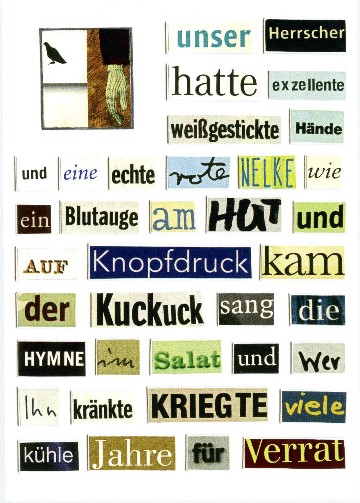 unser Herrscher
hatte exzellente
weißgestickte Hände
und eine echte rote NELKE wie
ein Blutauge am HUT und
AUF Knopfdruck kam
der Kuckuck sang die
HYMNE im Salat und Wer
Ihn kränkte KRIEGTE viele
kühle Jahre für Verrat